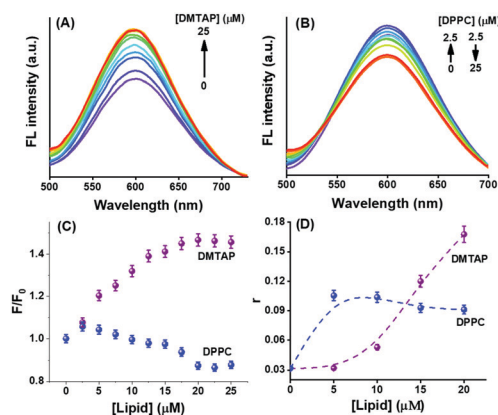 (A)
[DMTAP] (μM)
25
0
FL intensity (a.u.)
500 550 600 650 700
Wavelength (nm)
(B)
[DPPC] (μM)
2.5 2.5
0 25
FL intensity (a.u.)
500 550 600 650 700
Wavelength (nm)
(C)
DMTAP
DPPC
F/F0
1.4
1.2
1.0
0.8
0 5 10 15 20 25
[Lipid] (μM)
(D)
DMTAP
DPPC
r
0.18
0.15
0.12
0.09
0.06
0.03
0 5 10 15 20
[Lipid] (μM)